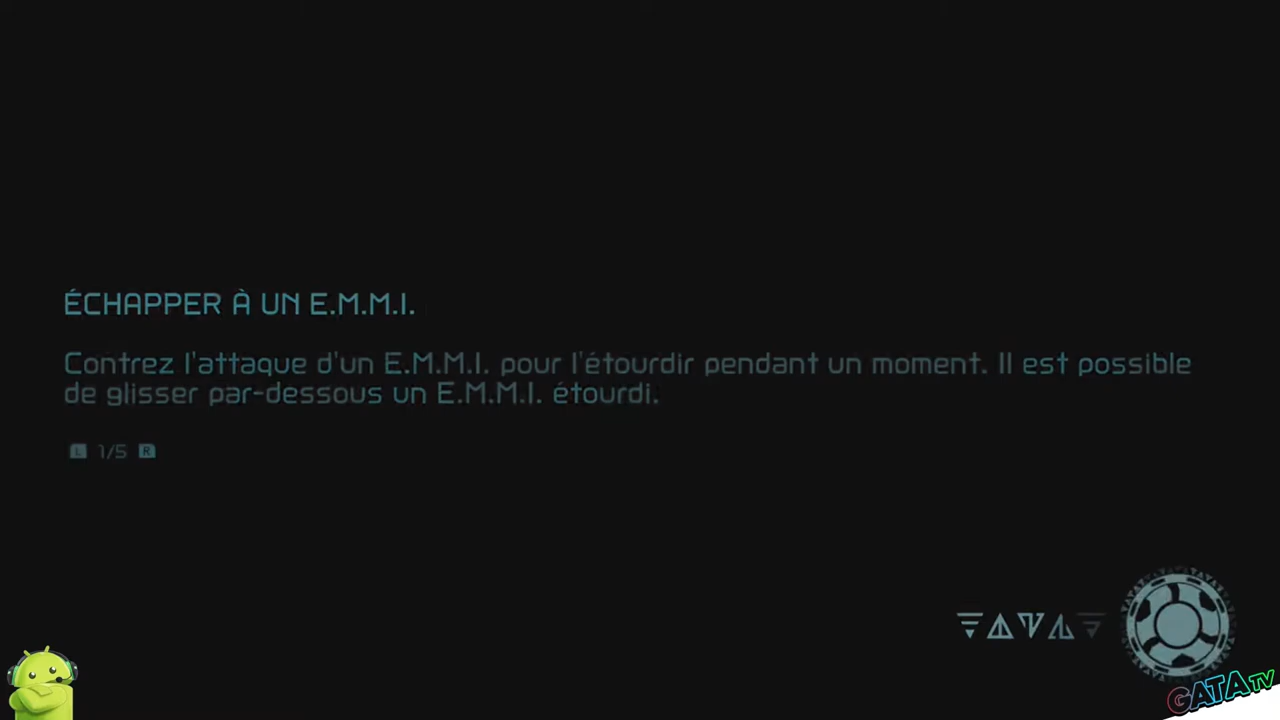 ÉCHAPPER À UN E.M.M.I.
Contrez l'attaque d'un E.M.M.I. pour l'étourdir pendant un moment. Il est possible
de glisser par-dessous un E.M.M.I. étourdi.
L 1/5 R
GATA TV